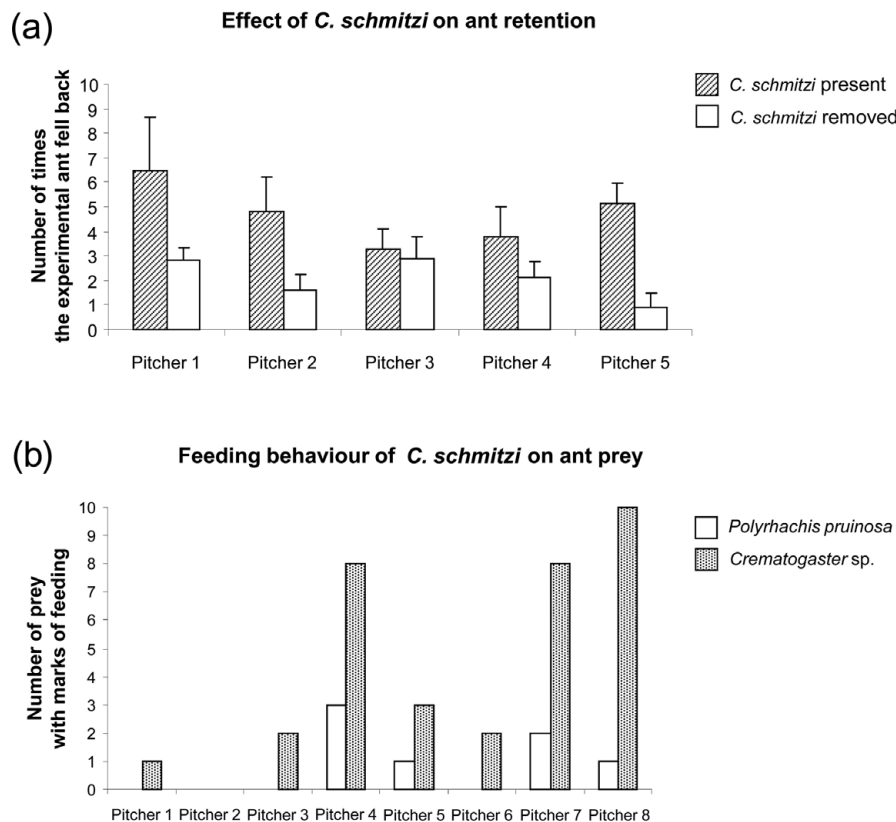 (a)
Effect of C. schmitzi on ant retention
Number of times
the experimental ant fell back
10
9
8
7
6
5
4
3
2
1
0
Pitcher 1 Pitcher 2 Pitcher 3 Pitcher 4 Pitcher 5
C. schmitzi present
C. schmitzi removed
(b)
Feeding behaviour of C. schmitzi on ant prey
Number of prey
with marks of feeding
10
9
8
7
6
5
4
3
2
1
0
Pitcher 1 Pitcher 2 Pitcher 3 Pitcher 4 Pitcher 5 Pitcher 6 Pitcher 7 Pitcher 8
Polyrhachis pruinosa
Crematogaster sp.